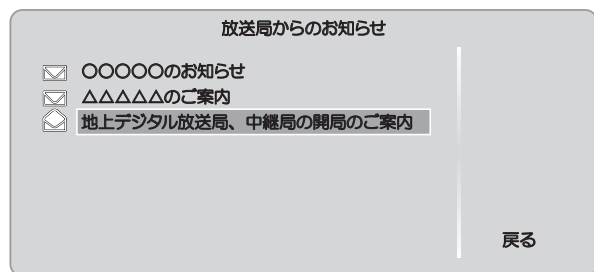 放送局からのお知らせ
○○○○○のお知らせ
△△△△△のご案内
地上デジタル放送局、中継局の開局のご案内
戻る